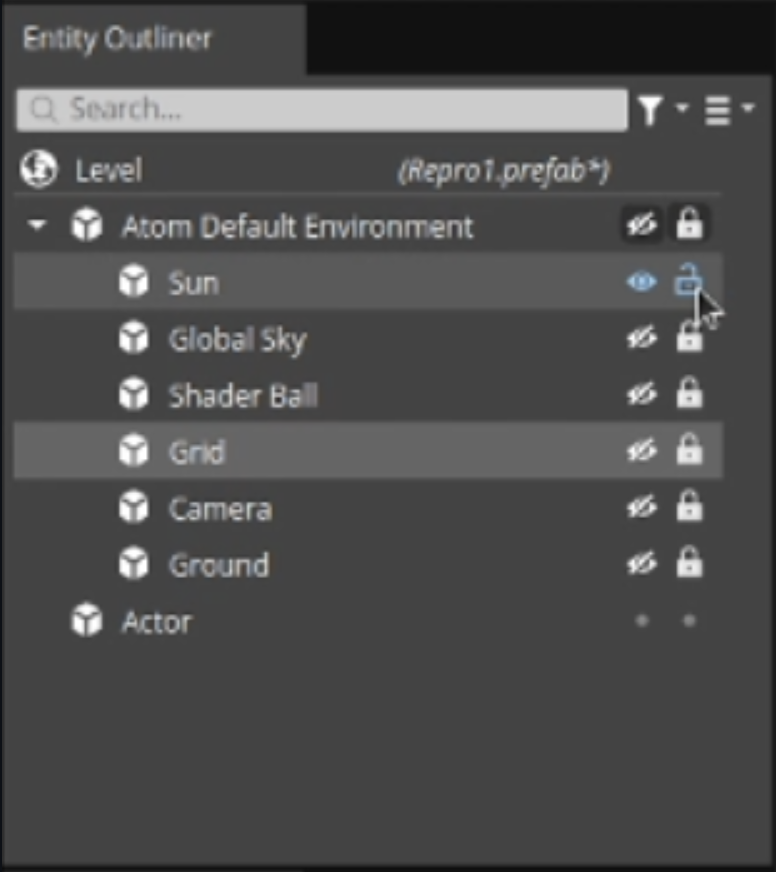 Entity Outliner
Search...
Level (Repro1.prefab*)
Atom Default Environment
Sun
Global Sky
Shader Ball
Grid
Camera
Ground
Actor